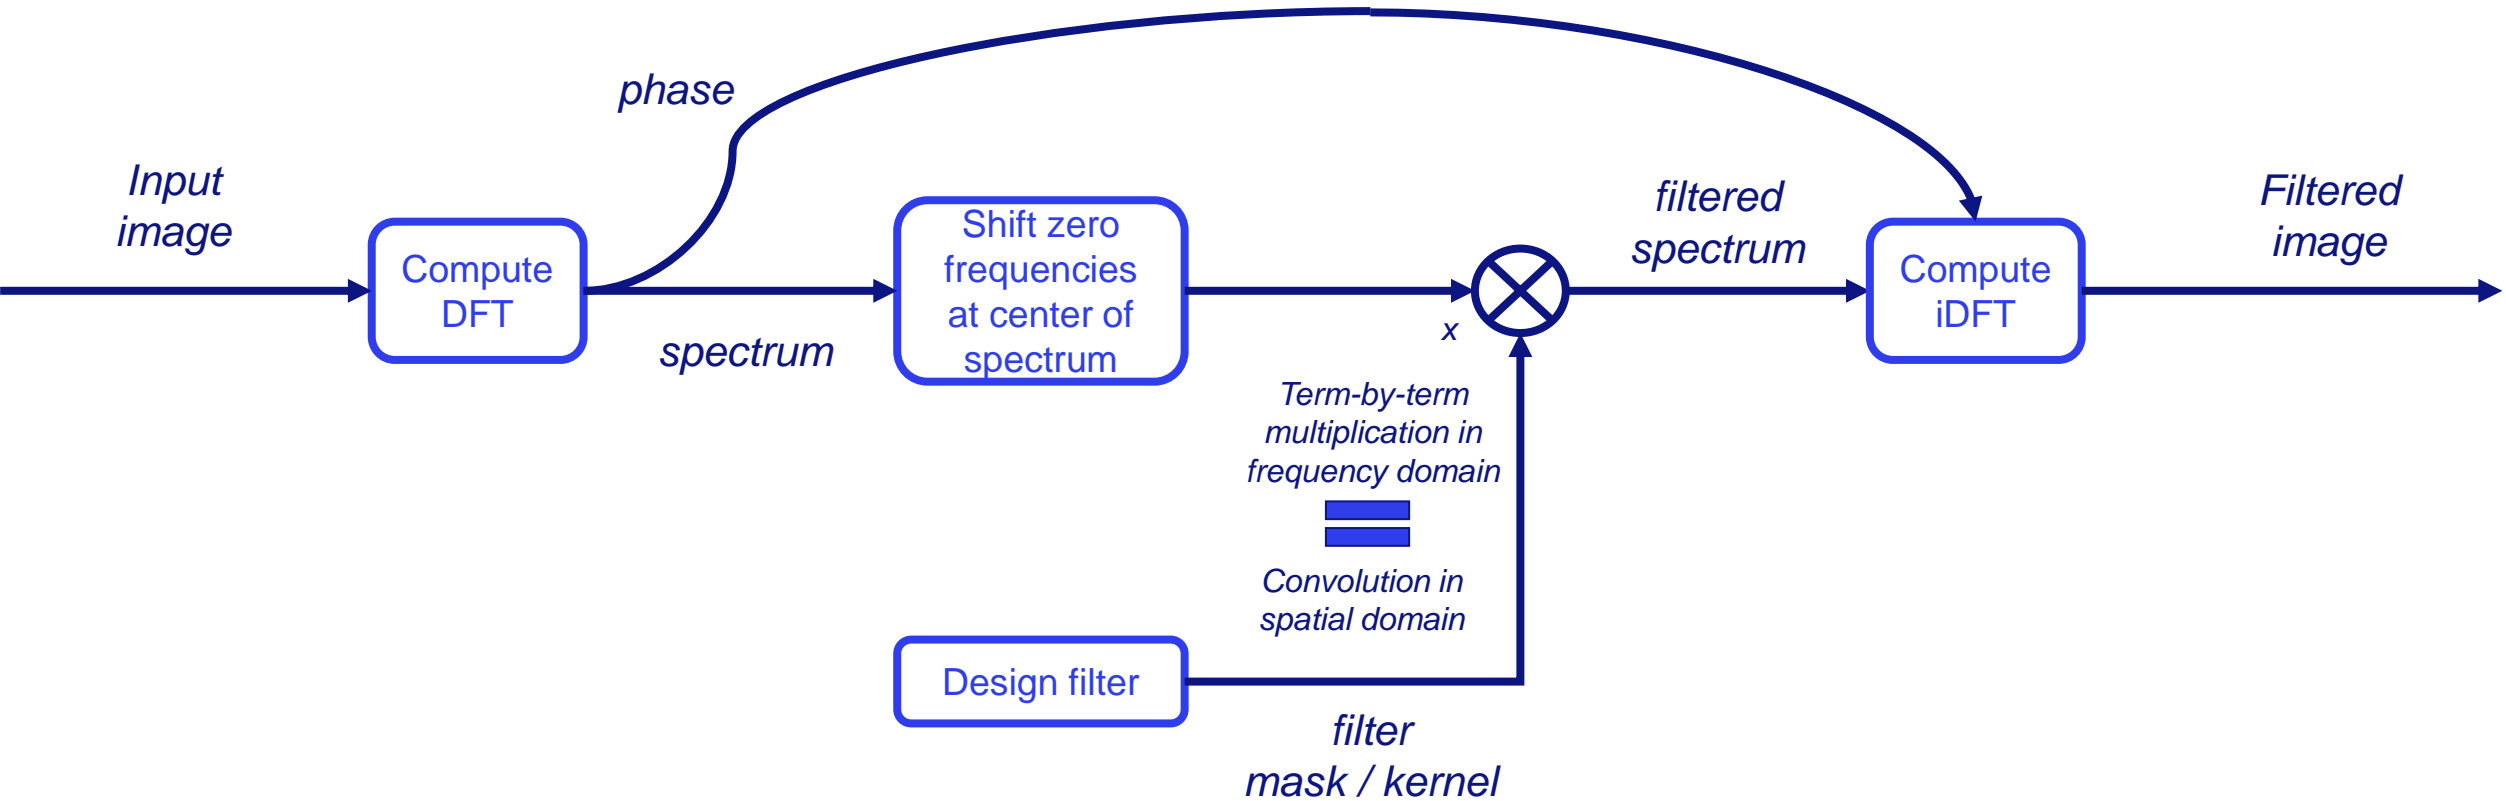 phase
Input
image
Compute
DFT
spectrum
Shift zero
frequencies
at center of
spectrum
x
Term-by-term
multiplication in
frequency domain
Convolution in
spatial domain
Design filter
filter
mask / kernel
filtered
spectrum
Compute
iDFT
Filtered
image